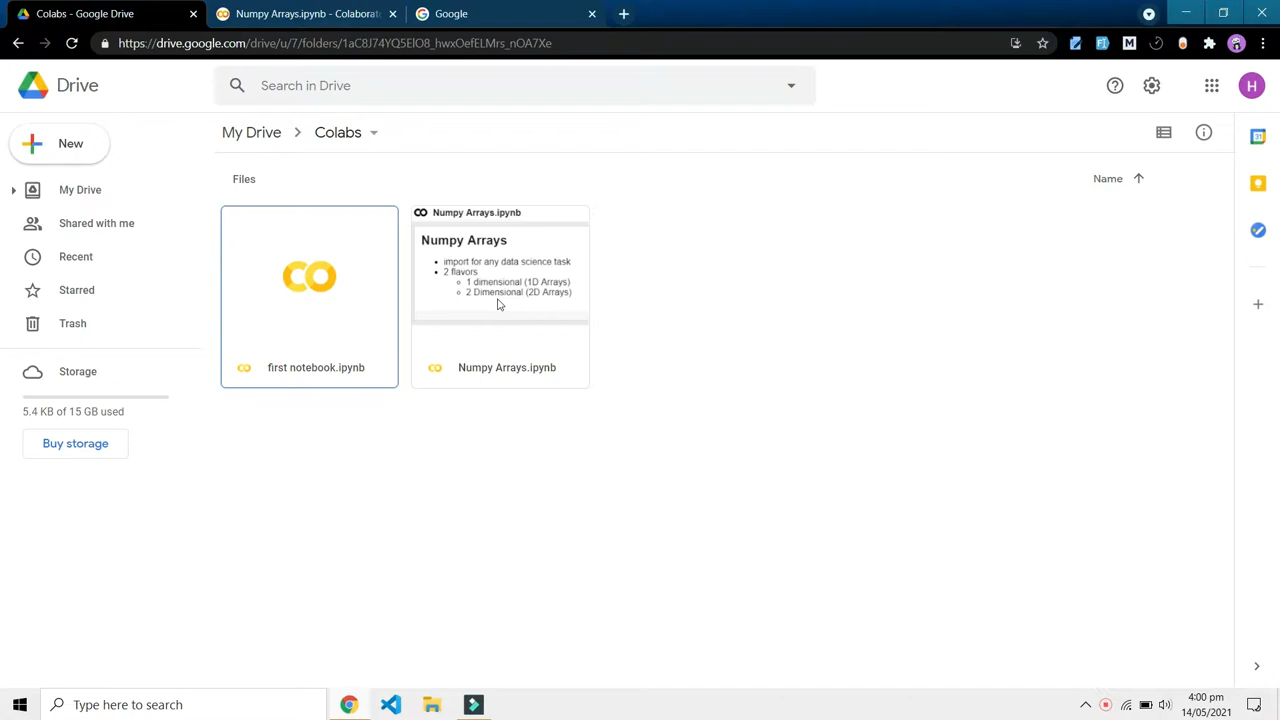 Colabs - Google Drive
Numpy Arrays.ipynb - Colaborat
Google
https://drive.google.com/drive/u/7/folders/1aC8J74YQ5ElO8_hwxOefELMrs_nOA7Xe
Drive
Search in Drive
H
New
My Drive
Colabs
My Drive
Files
Name
Shared with me
Numpy Arrays.ipynb
Numpy Arrays
import for any data science task
2 flavors
1 dimensional (1D Arrays)
2 Dimensional (2D Arrays)
Recent
Starred
Trash
first notebook.ipynb
Numpy Arrays.ipynb
Storage
5.4 KB of 15 GB used
Buy storage
Type here to search
4:00 pm
14/05/2021